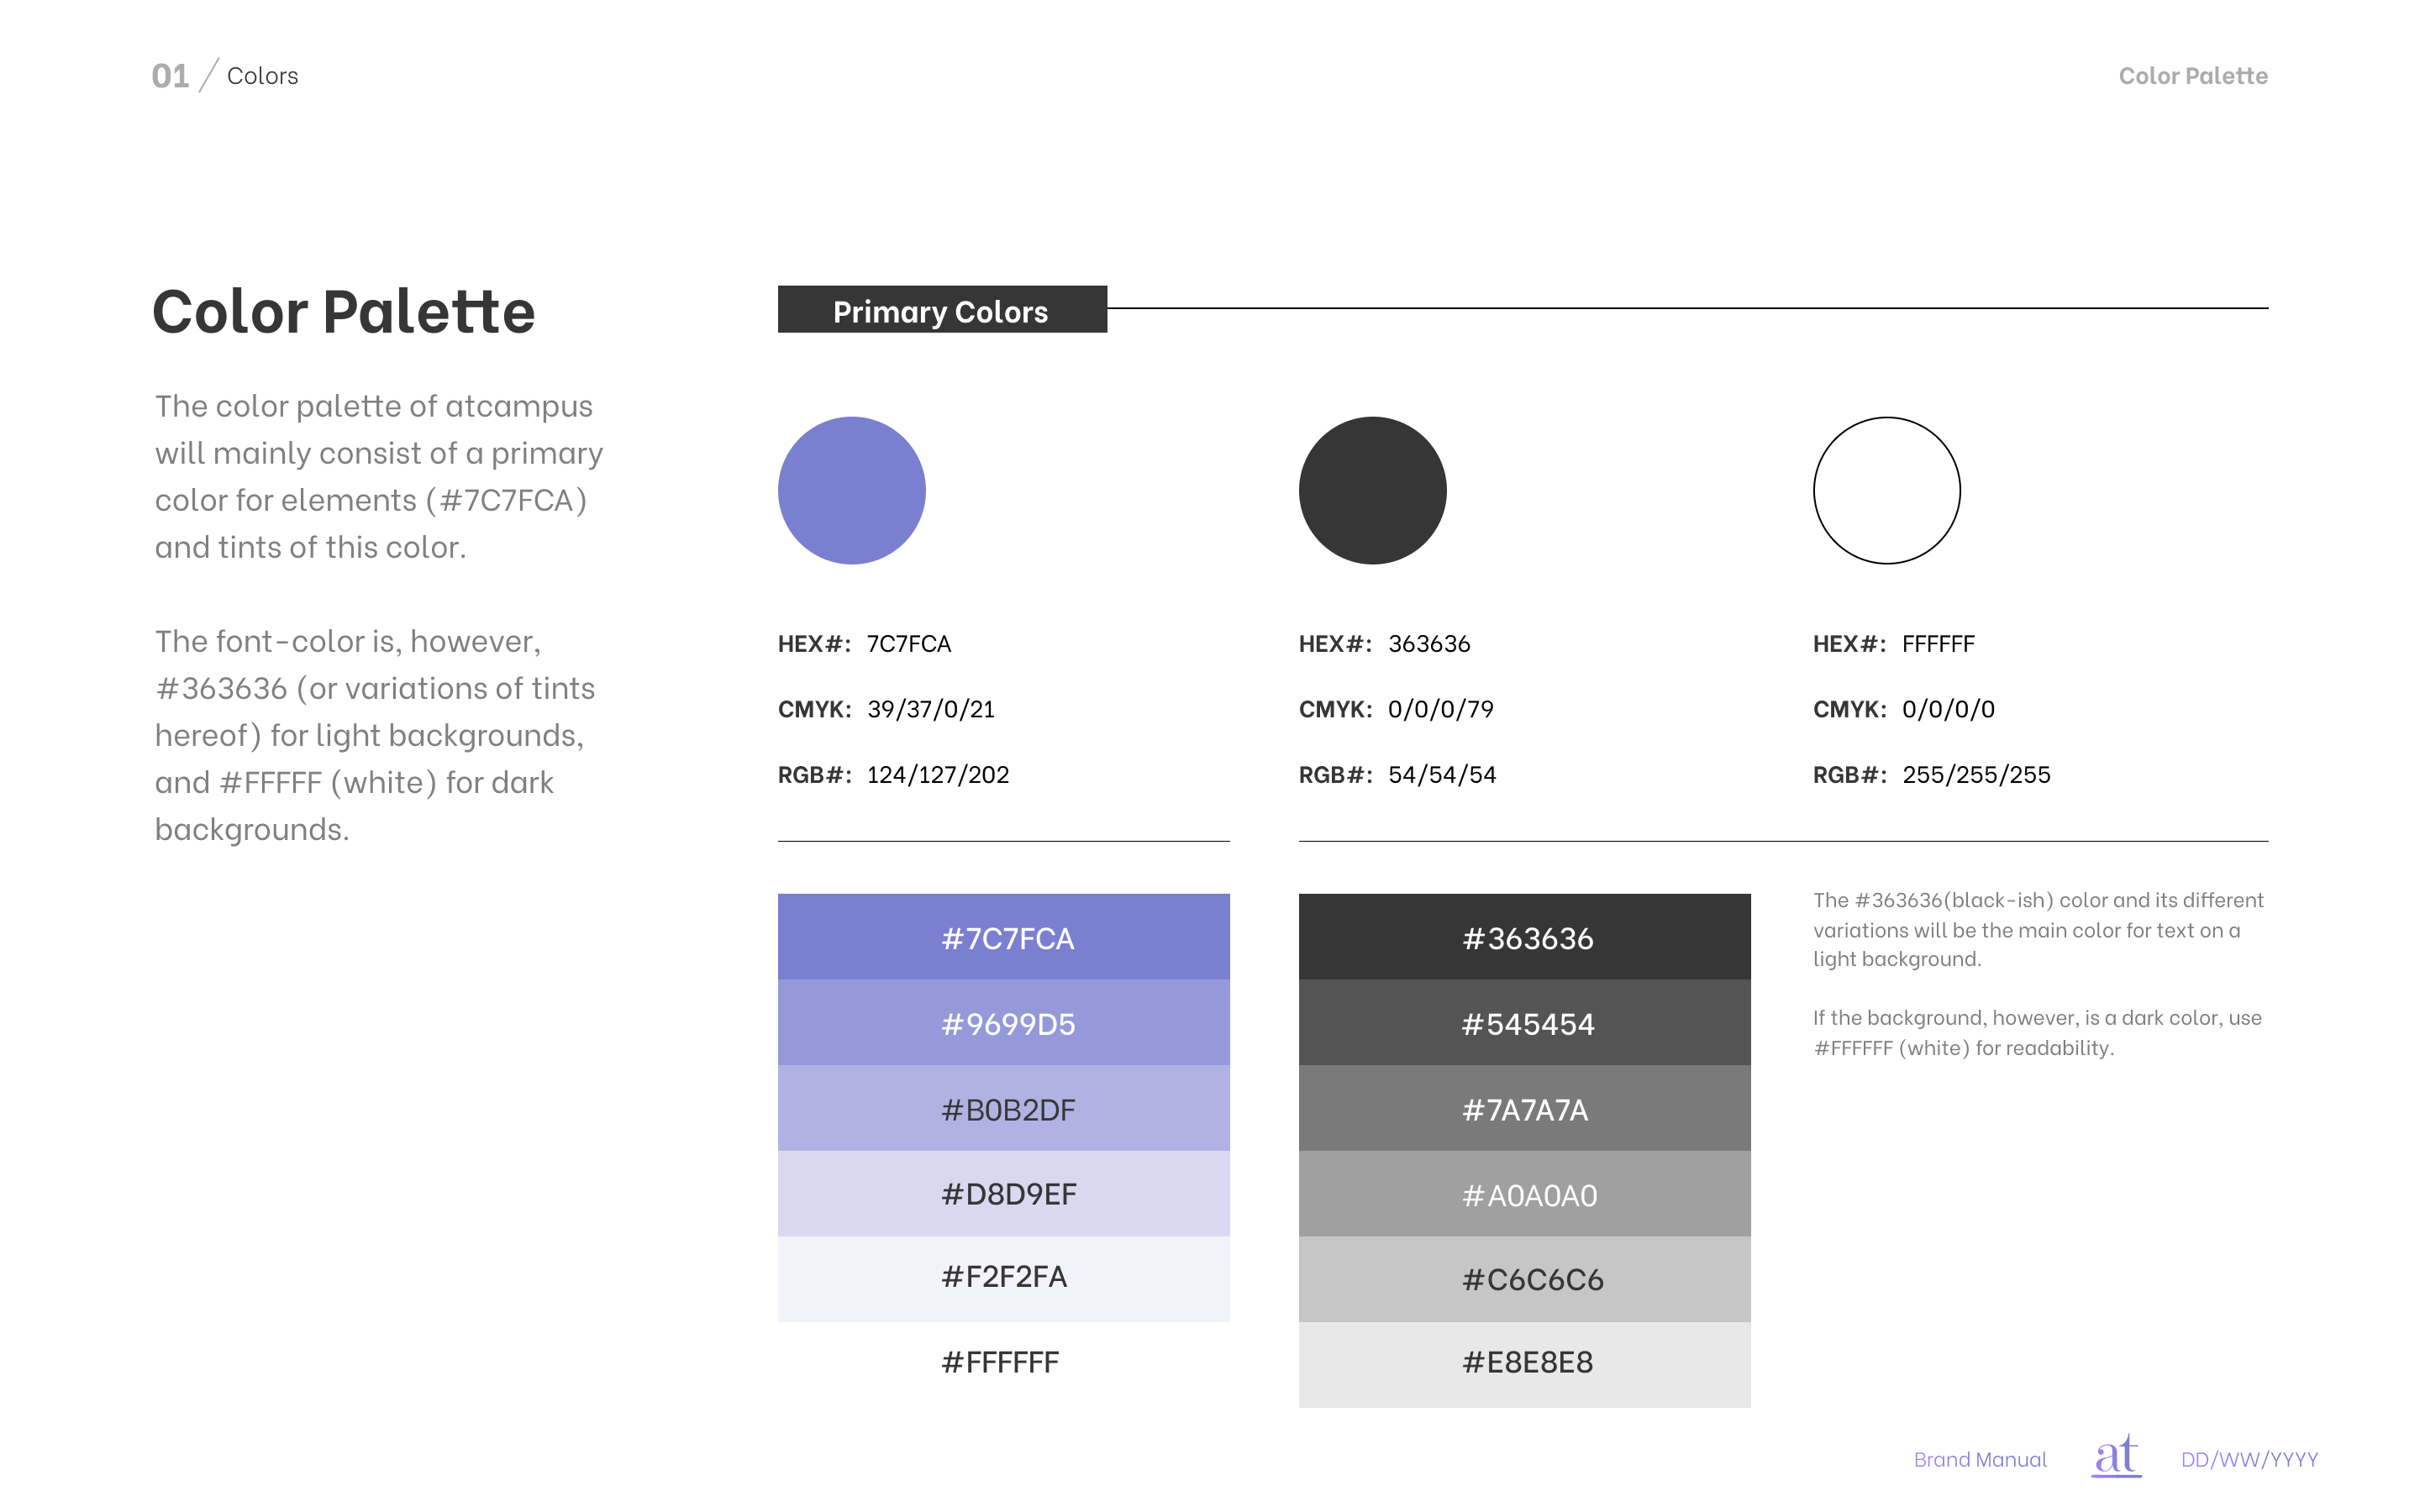 01 / Colors
Color Palette
Color Palette
The color palette of atcampus
will mainly consist of a primary
color for elements (#7C7FCA)
and tints of this color.
The font-color is, however,
#363636 (or variations of tints
hereof) for light backgrounds,
and #FFFFF (white) for dark
backgrounds.
Primary Colors
HEX#: 7C7FCA
CMYK: 39/37/0/21
RGB#: 124/127/202
HEX#: 363636
CMYK: 0/0/0/79
RGB#: 54/54/54
HEX#: FFFFFF
CMYK: 0/0/0/0
RGB#: 255/255/255
#7C7FCA
#9699D5
#B0B2DF
#D8D9EF
#F2F2FA
#FFFFFF
#363636
#545454
#7A7A7A
#A0A0A0
#C6C6C6
#E8E8E8
The #363636(black-ish) color and its different
variations will be the main color for text on a
light background.
If the background, however, is a dark color, use
#FFFFFF (white) for readability.
Brand Manual
at
DD/WW/YYYY